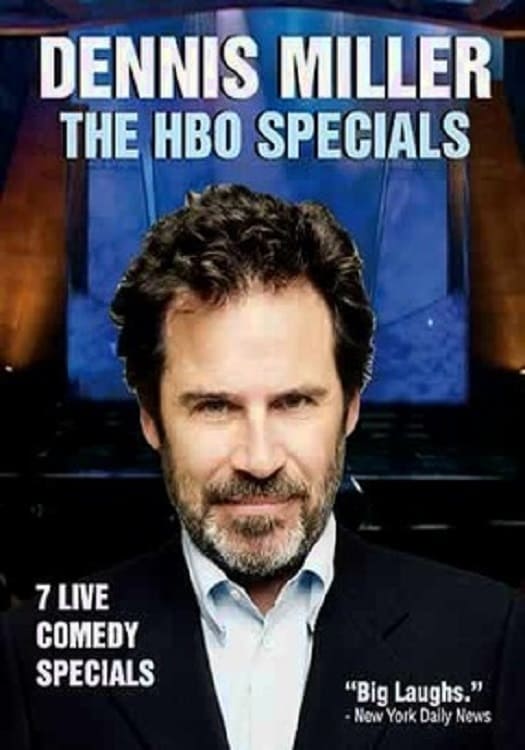 DENNIS MILLER
THE HBO SPECIALS
7 LIVE
COMEDY
SPECIALS
“Big Laughs.”
- New York Daily News